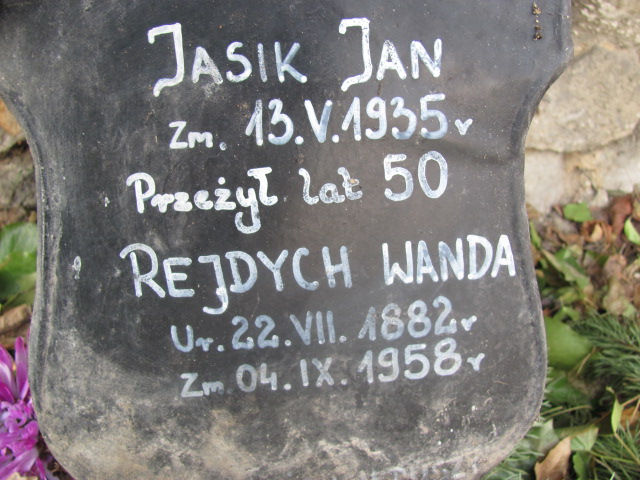 JASIK JAN
Zm. 13.V.1935r
Przeżył lat 50
REJDYCH WANDA
Ur. 22.VII. 1882r
Zm 04.IX.1958r